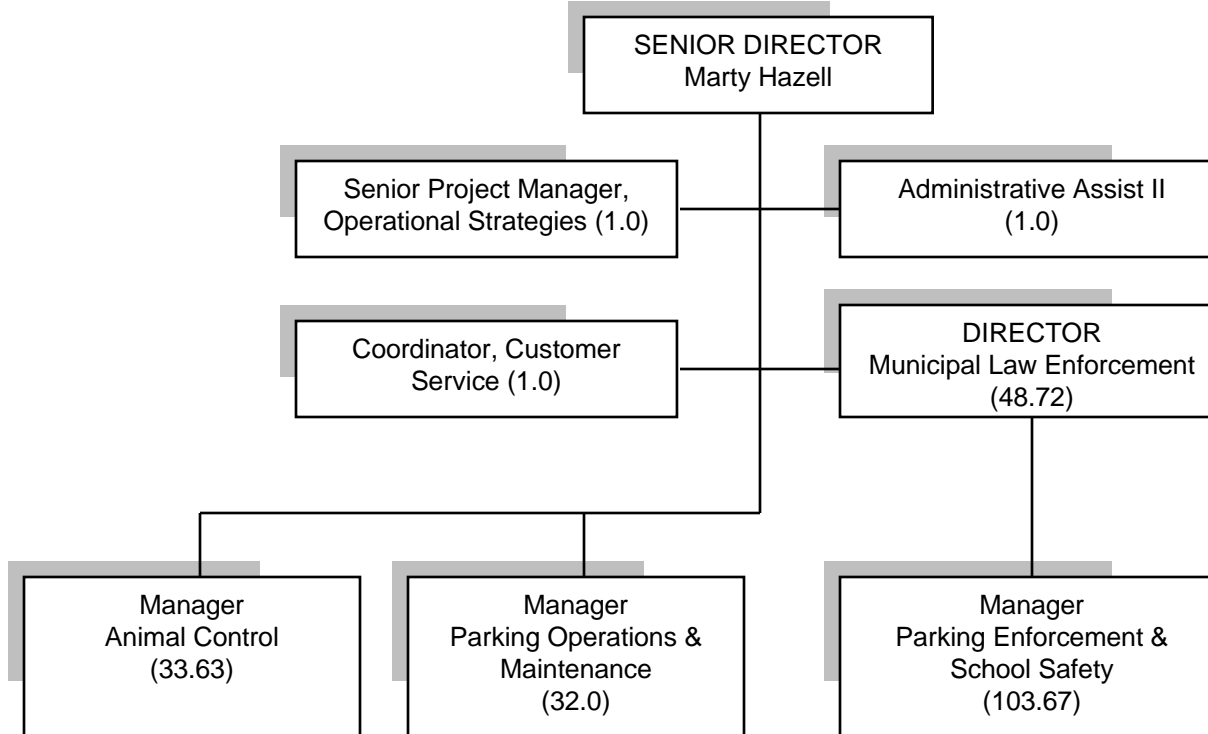 SENIOR DIRECTOR
Marty Hazell
Senior Project Manager,
Operational Strategies (1.0)
Administrative Assist II
(1.0)
Coordinator, Customer
Service (1.0)
DIRECTOR
Municipal Law Enforcement
(48.72)
Manager
Animal Control
(33.63)
Manager
Parking Operations &
Maintenance
(32.0)
Manager
Parking Enforcement &
School Safety
(103.67)